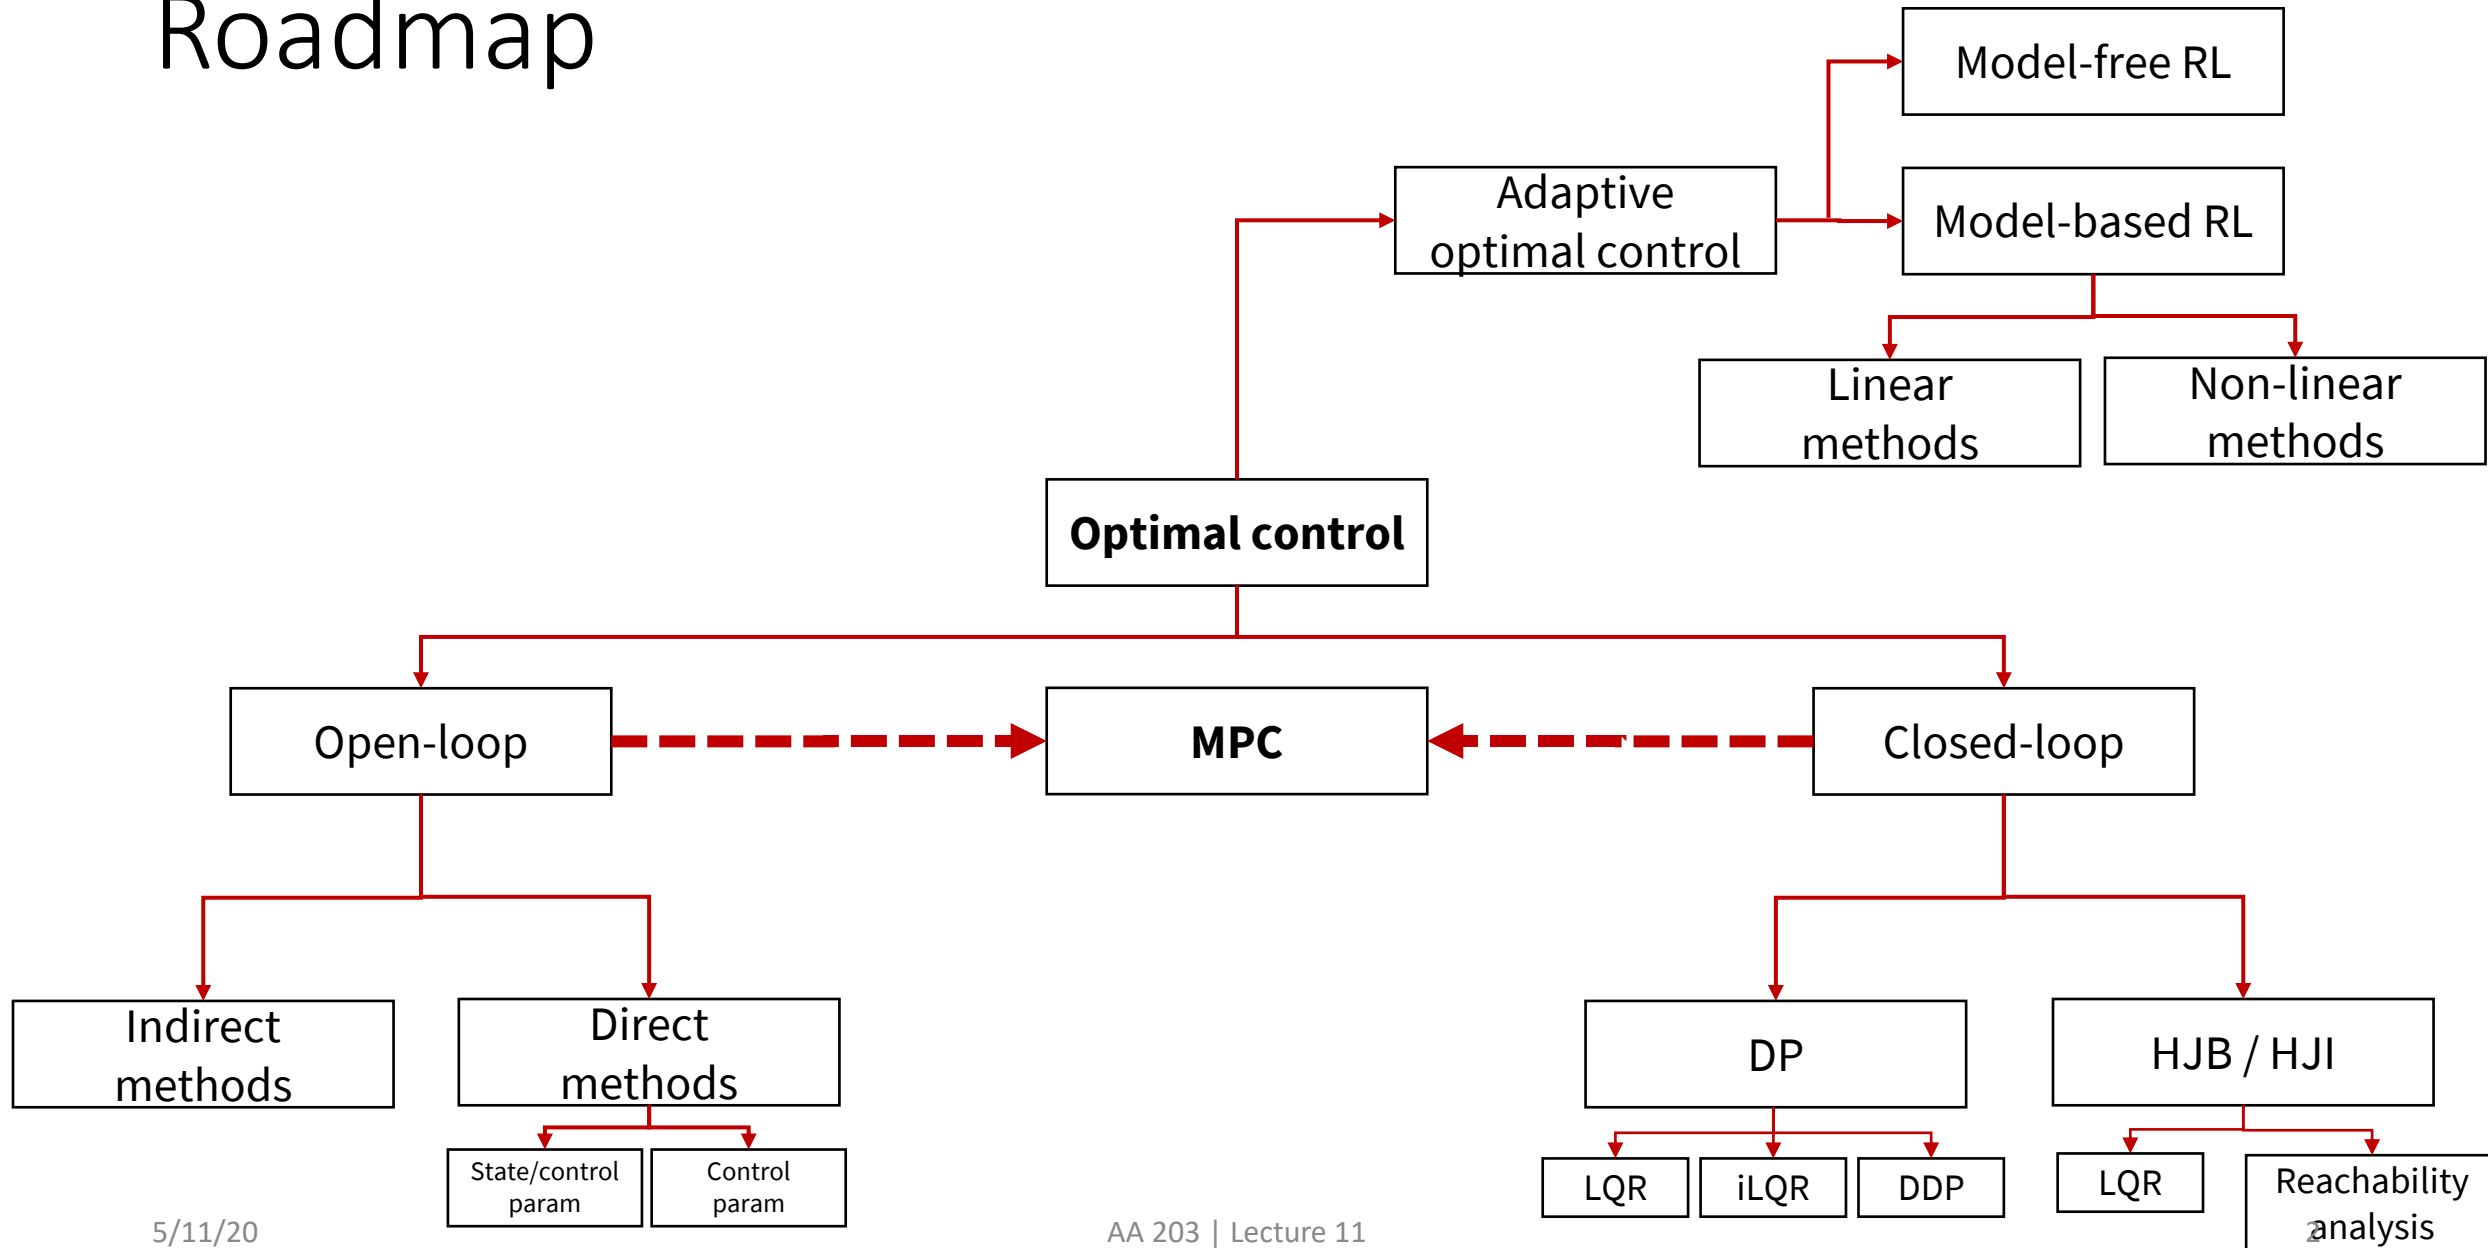 Roadmap
Model-free RL
Adaptive
optimal control
Model-based RL
Linear
methods
Non-linear
methods
Optimal control
Open-loop
MPC
Closed-loop
Indirect
methods
Direct
methods
DP
HJB / HJI
State/control
param
Control
param
LQR
iLQR
DDP
LQR
Reachability
analysis
5/11/20
AA 203 | Lecture 11
2